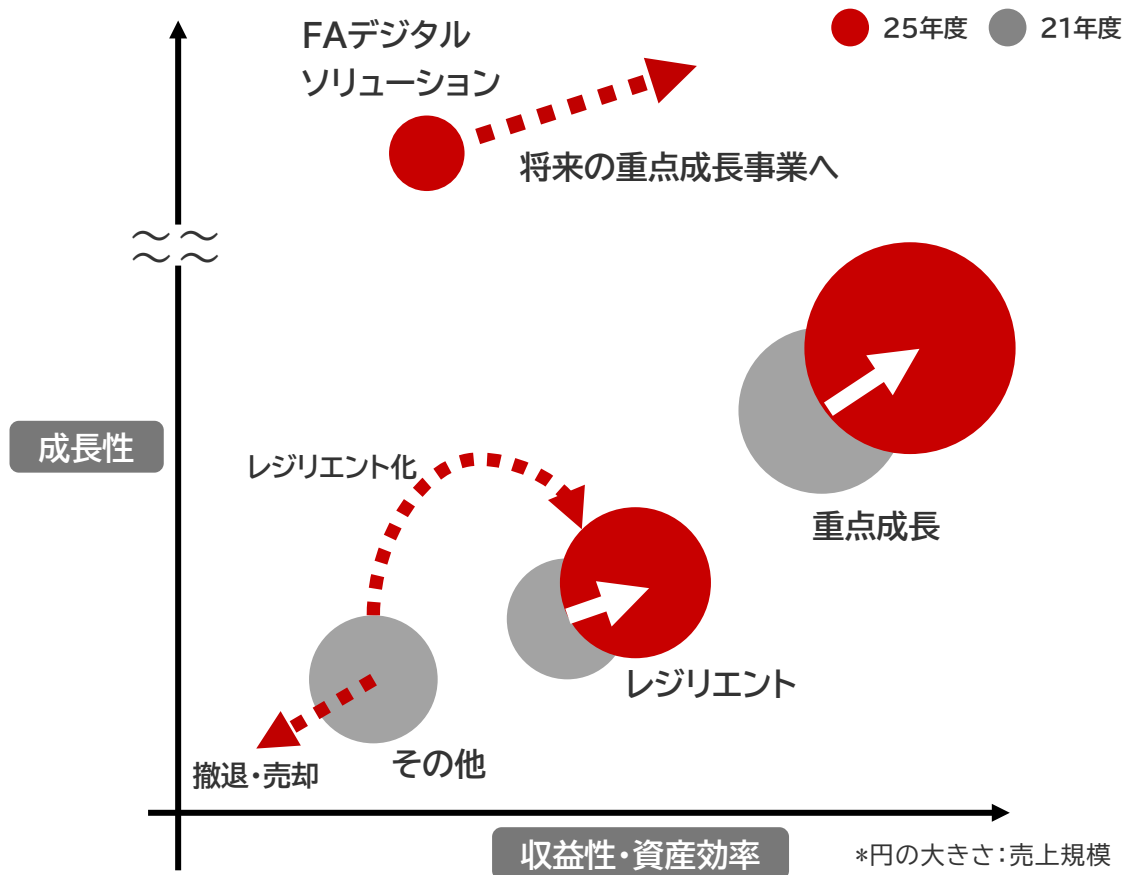 25年度
21年度
FAデジタル
ソリューション
将来の重点成長事業へ
成長性
レジリエント化
重点成長
レジリエント
その他
撤退・売却
収益性・資産効率
*円の大きさ:売上規模